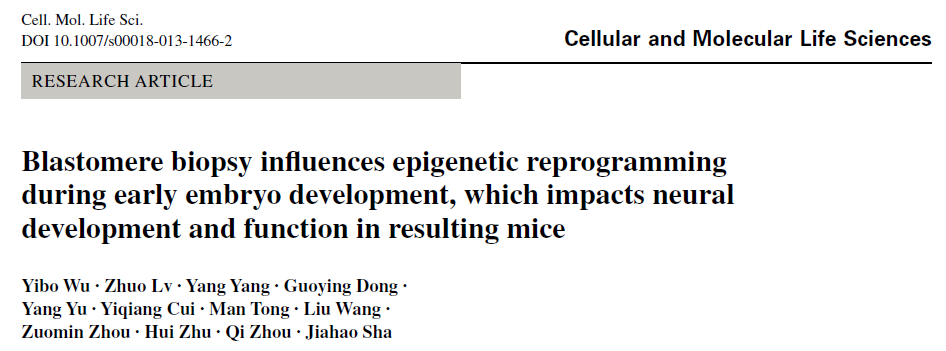 Cell. Mol. Life Sci.
DOI 10.1007/s00018-013-1466-2
Cellular and Molecular Life Sciences
RESEARCH ARTICLE
Blastomere biopsy influences epigenetic reprogramming
during early embryo development, which impacts neural
development and function in resulting mice
Yibo Wu · Zhuo Lv · Yang Yang · Guoying Dong ·
Yang Yu · Yiqiang Cui · Man Tong · Liu Wang ·
Zuomin Zhou · Hui Zhu · Qi Zhou · Jiahao Sha